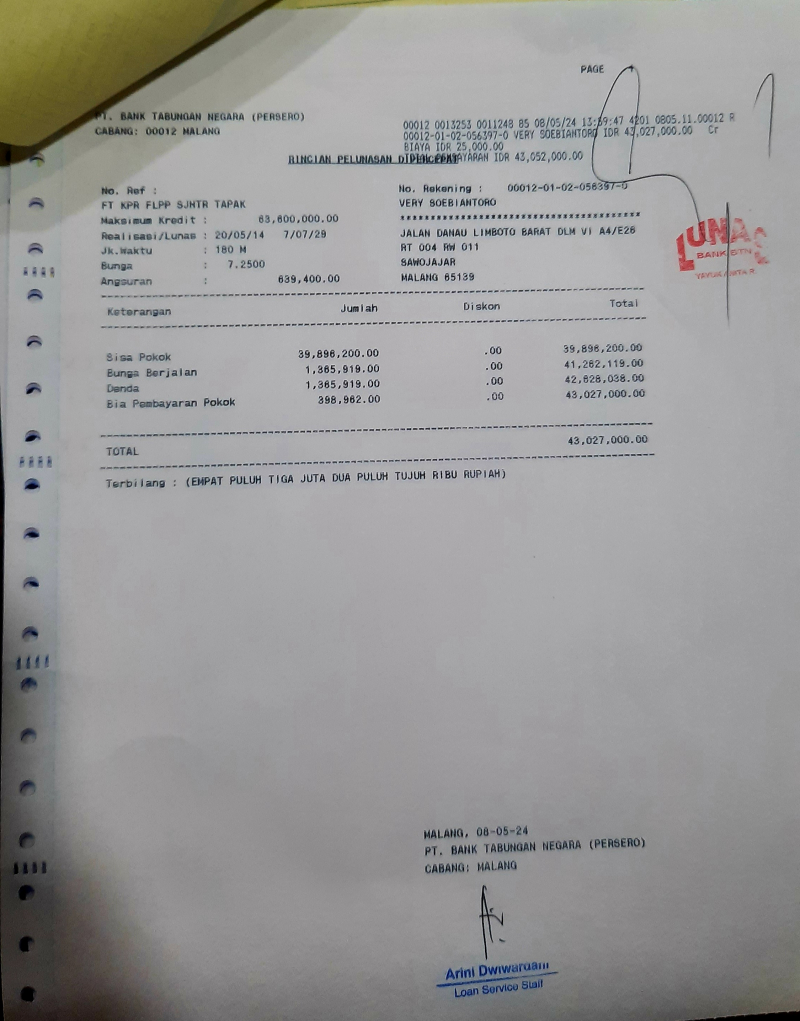 PAGE
PT. BANK TABUNGAN NEGARA (PERSERO)
CABANG: 00012 MALANG
00012 0013253 0011248 85 08/05/24 13:59:47 4201 0805.11.00012 R
00012-01-02-056397-0 VERY SOEBIANTORO IDR 43,027,000.00 Cr
BIAYA IDR 25,000.00
RINCIAN PELUNASAN DIPERCEPAT
PEMBAYARAN IDR 43,052,000.00
No. Ref :
FT KPR FLPP SJHTR TAPAK
Maksimum Kredit : 63,600,000.00
Realisasi/Lunas : 20/05/14 7/07/29
Jk.Waktu : 180 M
Bunga : 7.2500
Angsuran : 639,400.00
No. Rekening : 00012-01-02-056397-0
VERY SOEBIANTORO
****************************************
JALAN DANAU LIMBOTO BARAT DLM VI A4/E26
RT 004 RW 011
SAWOJAJAR
MALANG 65139
LUNAS
BANK BTN
Keterangan Jumlah Diskon Total
Sisa Pokok 39,896,200.00 .00 39,896,200.00
Bunga Berjalan 1,365,919.00 .00 41,262,119.00
Denda 1,365,919.00 .00 42,628,038.00
Bia Pembayaran Pokok 398,962.00 .00 43,027,000.00
TOTAL 43,027,000.00
Terbilang : (EMPAT PULUH TIGA JUTA DUA PULUH TUJUH RIBU RUPIAH)
MALANG, 08-05-24
PT. BANK TABUNGAN NEGARA (PERSERO)
CABANG: MALANG
Arini Dwiwardani
Loan Service Staff